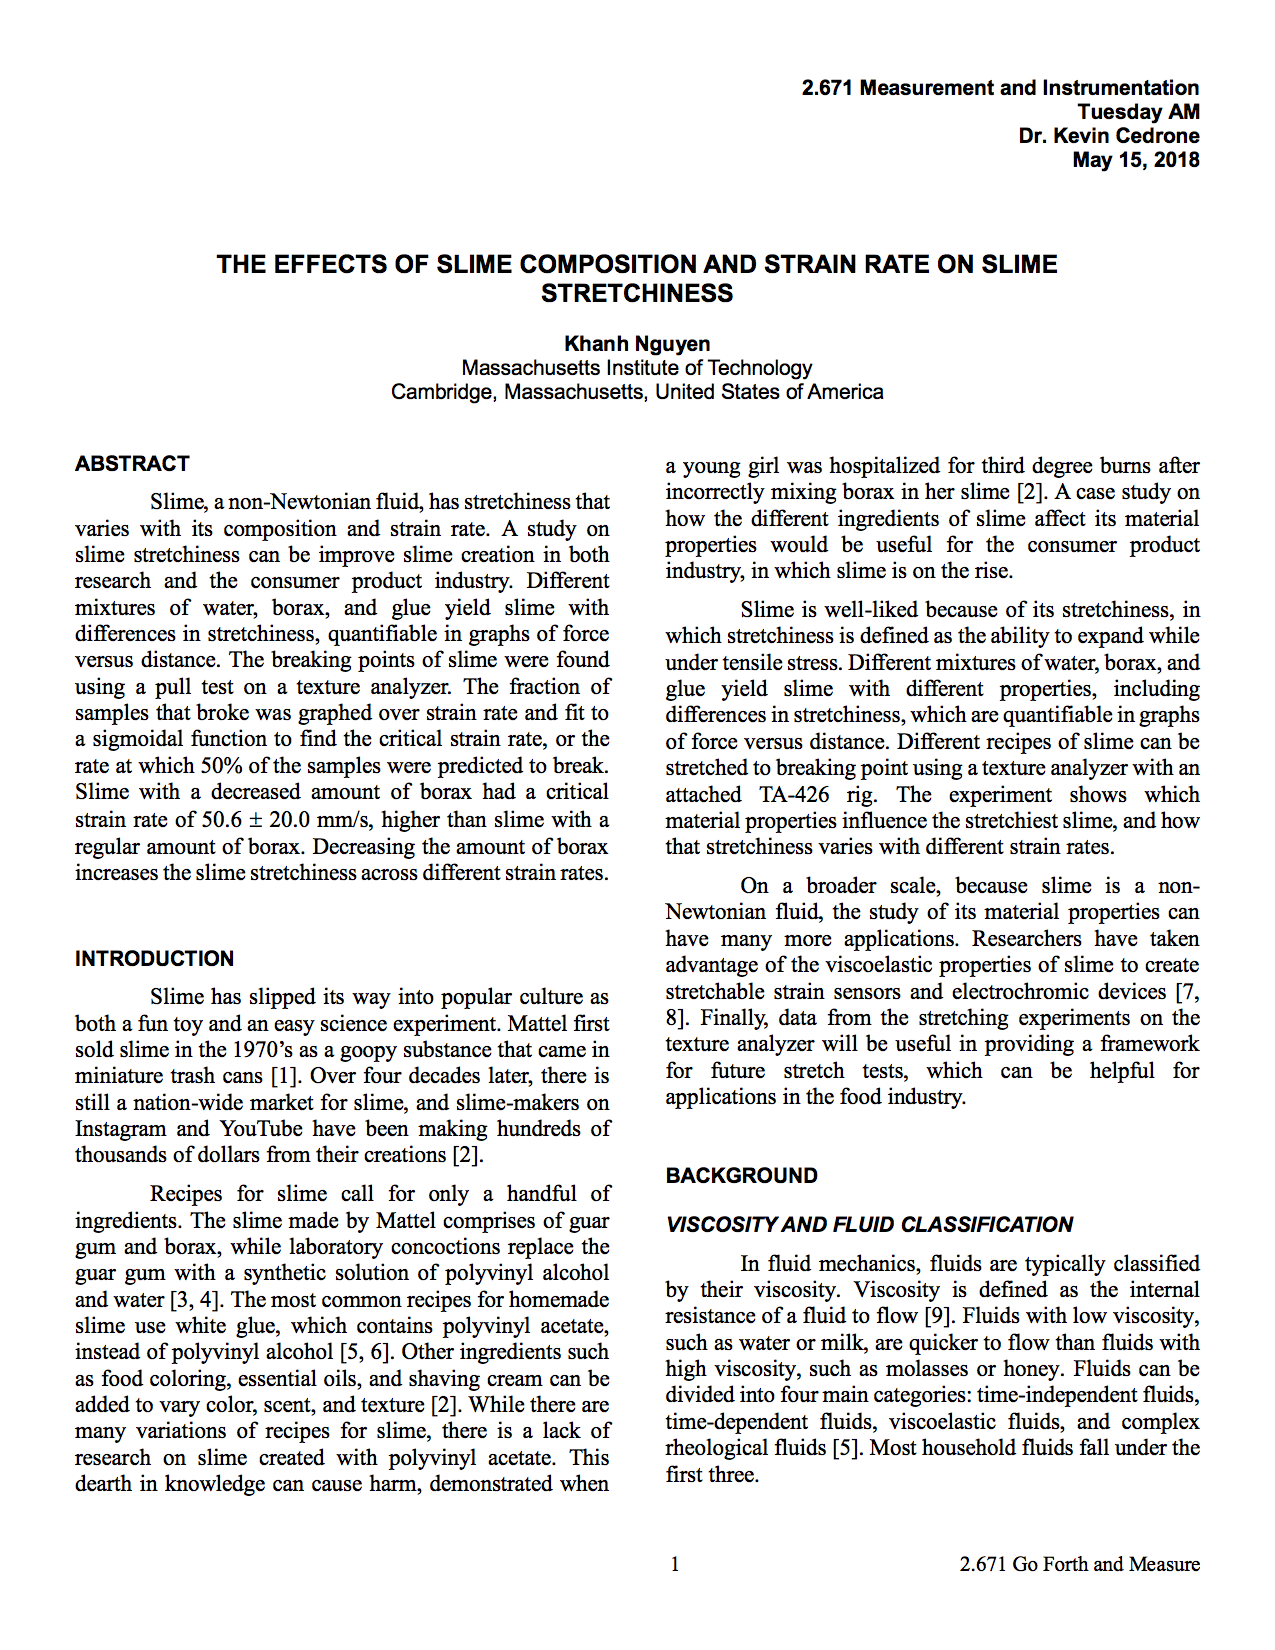 2.671 Measurement and Instrumentation
Tuesday AM
Dr. Kevin Cedrone
May 15, 2018
THE EFFECTS OF SLIME COMPOSITION AND STRAIN RATE ON SLIME
STRETCHINESS
Khanh Nguyen
Massachusetts Institute of Technology
Cambridge, Massachusetts, United States of America
ABSTRACT
Slime, a non-Newtonian fluid, has stretchiness that
varies with its composition and strain rate. A study on
slime stretchiness can be improve slime creation in both
research and the consumer product industry. Different
mixtures of water, borax, and glue yield slime with
differences in stretchiness, quantifiable in graphs of force
versus distance. The breaking points of slime were found
using a pull test on a texture analyzer. The fraction of
samples that broke was graphed over strain rate and fit to
a sigmoidal function to find the critical strain rate, or the
rate at which 50% of the samples were predicted to break.
Slime with a decreased amount of borax had a critical
strain rate of 50.6 ± 20.0 mm/s, higher than slime with a
regular amount of borax. Decreasing the amount of borax
increases the slime stretchiness across different strain rates.
INTRODUCTION
Slime has slipped its way into popular culture as
both a fun toy and an easy science experiment. Mattel first
sold slime in the 1970’s as a goopy substance that came in
miniature trash cans [1]. Over four decades later, there is
still a nation-wide market for slime, and slime-makers on
Instagram and YouTube have been making hundreds of
thousands of dollars from their creations [2].
Recipes for slime call for only a handful of
ingredients. The slime made by Mattel comprises of guar
gum and borax, while laboratory concoctions replace the
guar gum with a synthetic solution of polyvinyl alcohol
and water [3, 4]. The most common recipes for homemade
slime use white glue, which contains polyvinyl acetate,
instead of polyvinyl alcohol [5, 6]. Other ingredients such
as food coloring, essential oils, and shaving cream can be
added to vary color, scent, and texture [2]. While there are
many variations of recipes for slime, there is a lack of
research on slime created with polyvinyl acetate. This
dearth in knowledge can cause harm, demonstrated when
a young girl was hospitalized for third degree burns after
incorrectly mixing borax in her slime [2]. A case study on
how the different ingredients of slime affect its material
properties would be useful for the consumer product
industry, in which slime is on the rise.
Slime is well-liked because of its stretchiness, in
which stretchiness is defined as the ability to expand while
under tensile stress. Different mixtures of water, borax, and
glue yield slime with different properties, including
differences in stretchiness, which are quantifiable in graphs
of force versus distance. Different recipes of slime can be
stretched to breaking point using a texture analyzer with an
attached TA-426 rig. The experiment shows which
material properties influence the stretchiest slime, and how
that stretchiness varies with different strain rates.
On a broader scale, because slime is a non-
Newtonian fluid, the study of its material properties can
have many more applications. Researchers have taken
advantage of the viscoelastic properties of slime to create
stretchable strain sensors and electrochromic devices [7,
8]. Finally, data from the stretching experiments on the
texture analyzer will be useful in providing a framework
for future stretch tests, which can be helpful for
applications in the food industry.
BACKGROUND
VISCOSITY AND FLUID CLASSIFICATION
In fluid mechanics, fluids are typically classified
by their viscosity. Viscosity is defined as the internal
resistance of a fluid to flow [9]. Fluids with low viscosity,
such as water or milk, are quicker to flow than fluids with
high viscosity, such as molasses or honey. Fluids can be
divided into four main categories: time-independent fluids,
time-dependent fluids, viscoelastic fluids, and complex
rheological fluids [5]. Most household fluids fall under the
first three.
1
2.671 Go Forth and Measure